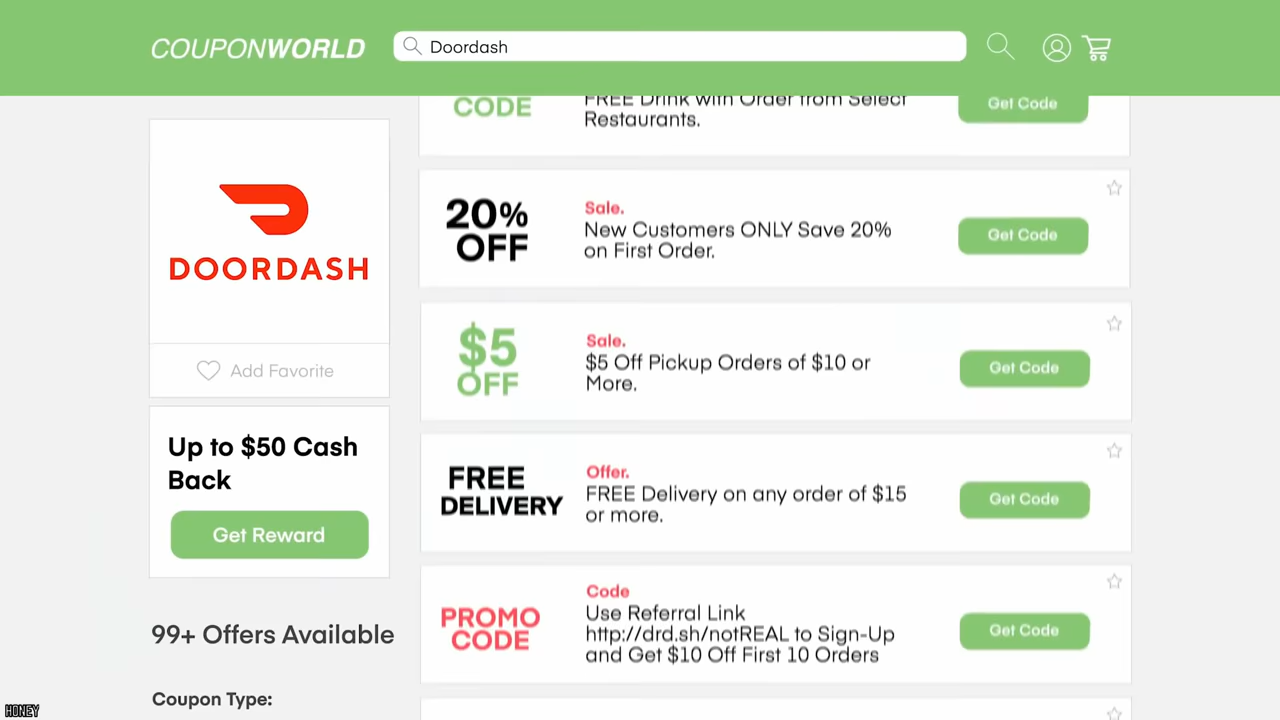 COUPONWORLD
Doordash
CODE
FREE Drink with Order from Select
Restaurants.
Get Code
DOORDASH
Add Favorite
Up to $50 Cash
Back
Get Reward
99+ Offers Available
Coupon Type:
20%
OFF
Sale.
New Customers ONLY Save 20%
on First Order.
Get Code
$5
OFF
Sale.
$5 Off Pickup Orders of $10 or
More.
Get Code
FREE
DELIVERY
Offer.
FREE Delivery on any order of $15
or more.
Get Code
PROMO
CODE
Code
Use Referral Link
http://drd.sh/notREAL to Sign-Up
and Get $10 Off First 10 Orders
Get Code
HONEY